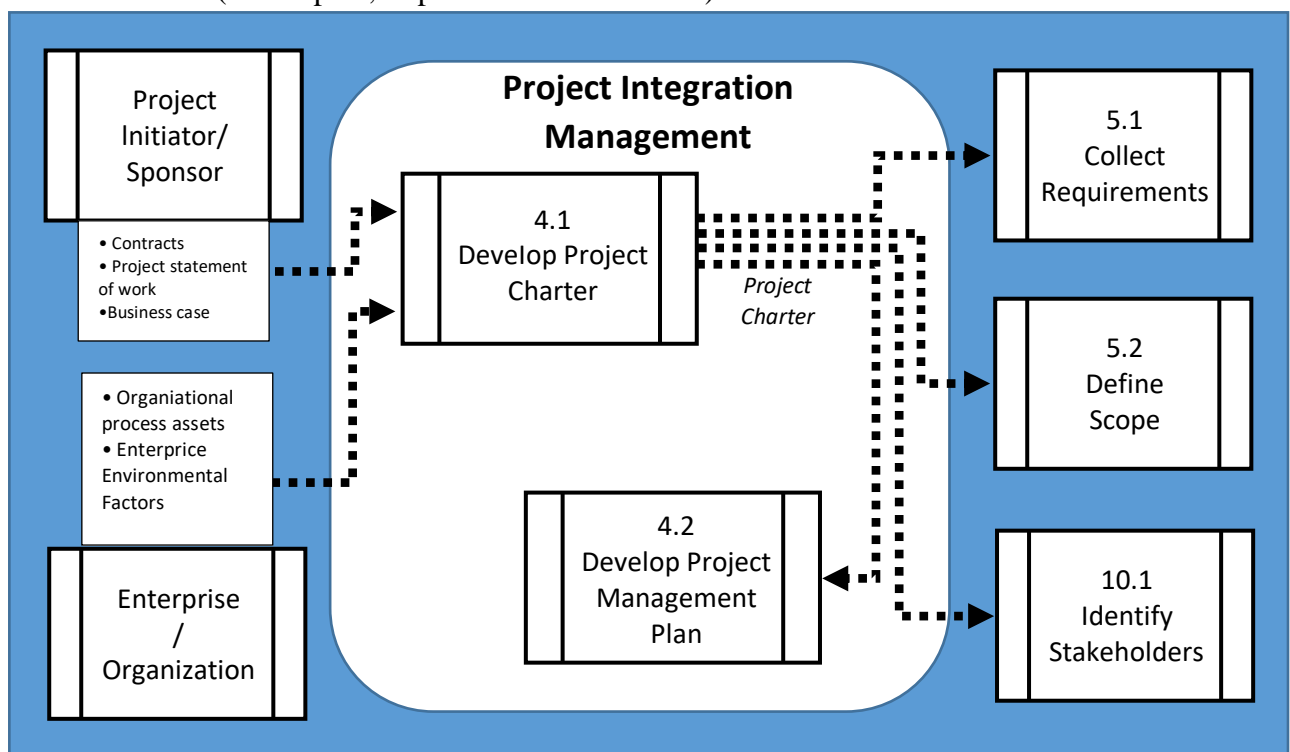 Project
Initiator/
Sponsor
• Contracts
• Project statement
of work
•Business case
• Organiational
process assets
• Enterprice
Environmental
Factors
Enterprise
/
Organization
Project Integration
Management
4.1
Develop Project
Charter
Project
Charter
4.2
Develop Project
Management
Plan
5.1
Collect
Requirements
5.2
Define
Scope
10.1
Identify
Stakeholders